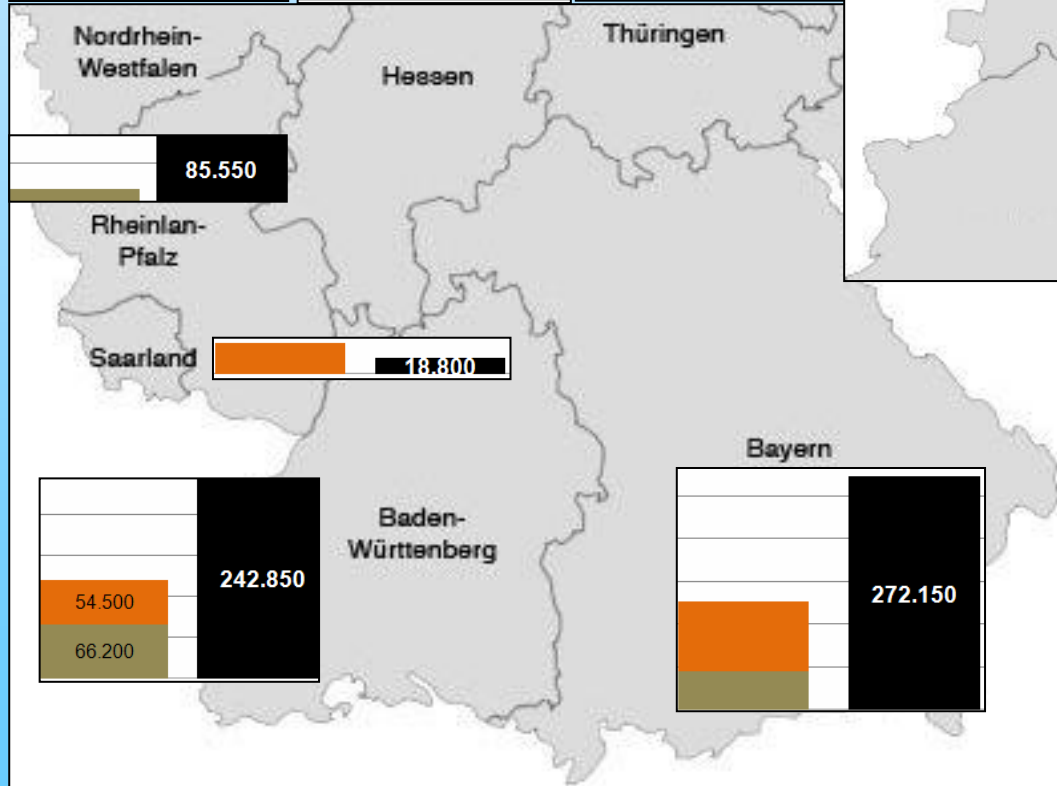 Nordrhein-
Westfalen
Hessen
Thüringen
85.550
Rheinlan-
Pfalz
Saarland
18.800
Bayern
Baden-
Württenberg
54.500
66.200
242.850
272.150